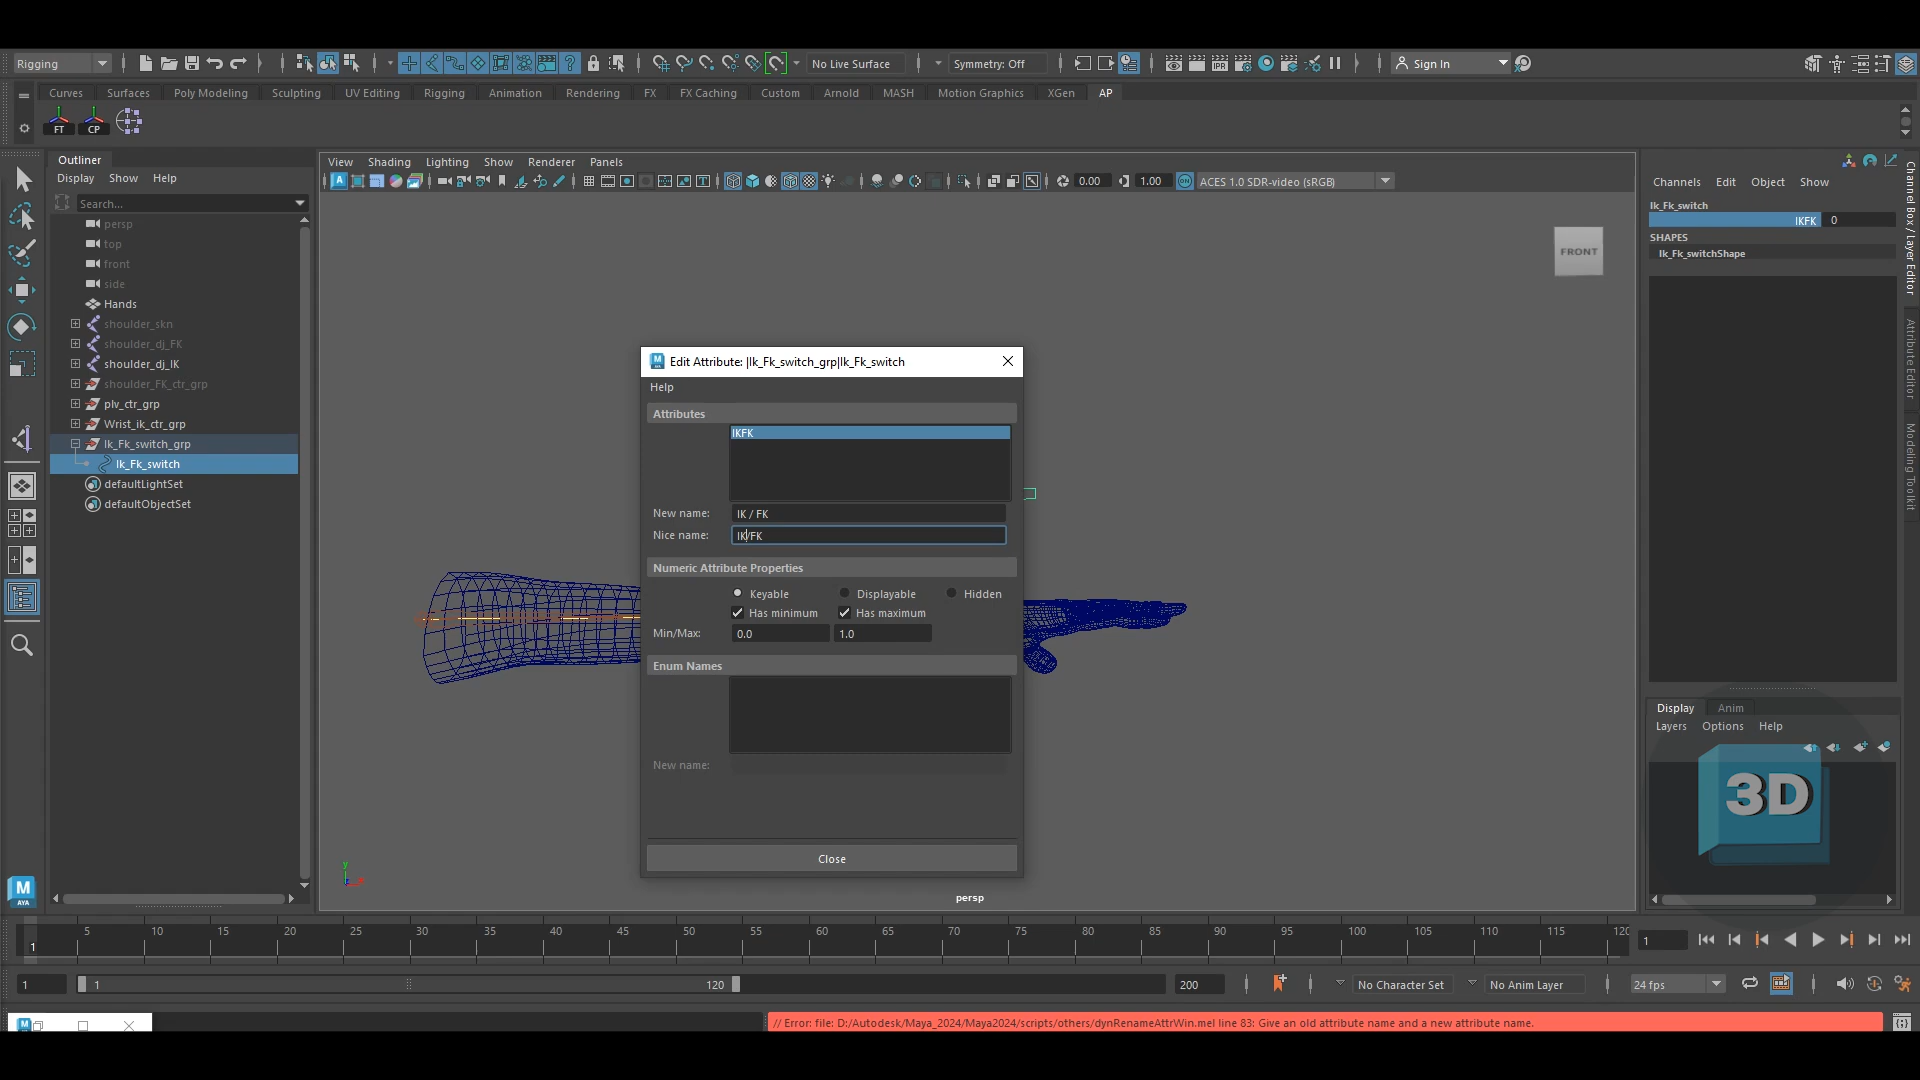 Rigging
No Live Surface
Symmetry: Off
IPR
Sign In
Curves Surfaces Poly Modeling Sculpting UV Editing Rigging Animation Rendering FX FX Caching Custom Arnold MASH Motion Graphics XGen AP
FT CP
Outliner
Display Show Help
Search...
persp
top
front
side
Hands
shoulder_skn
shoulder_dj_FK
shoulder_dj_IK
shoulder_FK_ctr_grp
plv_ctr_grp
Wrist_ik_ctr_grp
Ik_Fk_switch_grp
Ik_Fk_switch
defaultLightSet
defaultObjectSet
View Shading Lighting Show Renderer Panels
0.00 1.00 ACES 1.0 SDR-video (sRGB)
FRONT
Edit Attribute: |Ik_Fk_switch_grp|Ik_Fk_switch
Help
Attributes
IKFK
New name: IK / FK
Nice name: IK/FK
Numeric Attribute Properties
Keyable Displayable Hidden
Has minimum Has maximum
Min/Max: 0.0 1.0
Enum Names
New name:
Close
persp
y
Channels Edit Object Show
Ik_Fk_switch
IKFK 0
SHAPES
Ik_Fk_switchShape
Channel Box / Layer Editor
Attribute Editor
Modeling Toolkit
Display Anim
Layers Options Help
3D
M
AYA
1 5 10 15 20 25 30 35 40 45 50 55 60 65 70 75 80 85 90 95 100 105 110 115 120
1
1 1 120 200 No Character Set No Anim Layer 24 fps
// Error: file: D:/Autodesk/Maya_2024/Maya2024/scripts/others/dynRenameAttrWin.mel line 83: Give an old attribute name and a new attribute name.